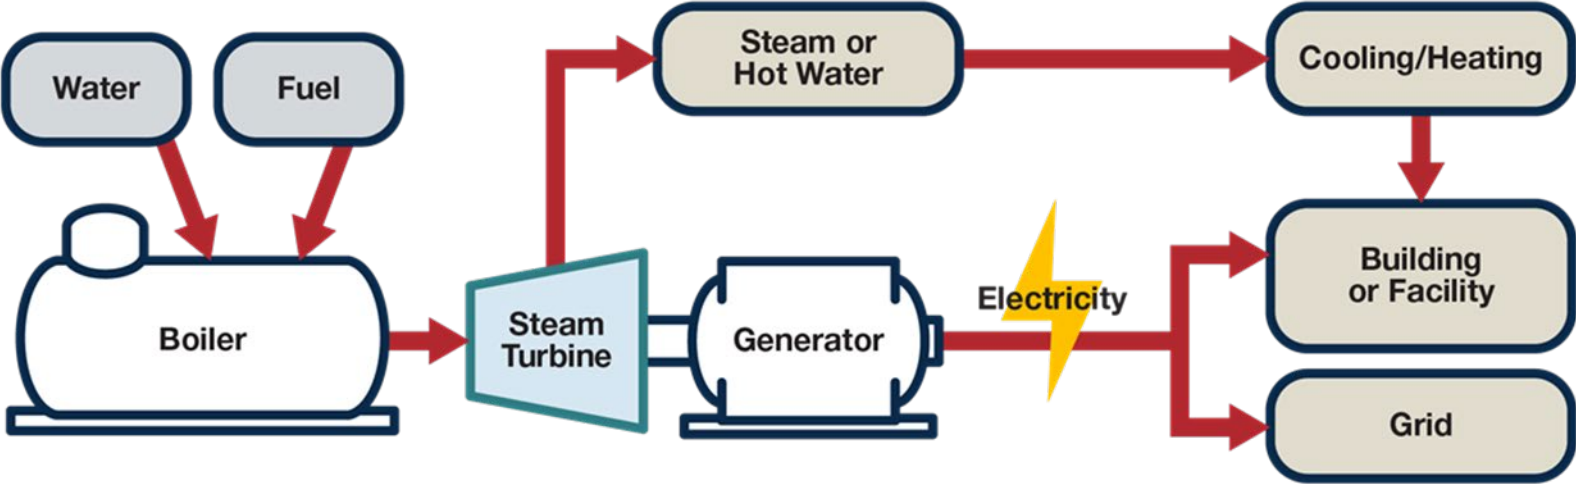 Water
Fuel
Steam or
Hot Water
Cooling/Heating
Boiler
Steam
Turbine
Generator
Electricity
Building
or Facility
Grid